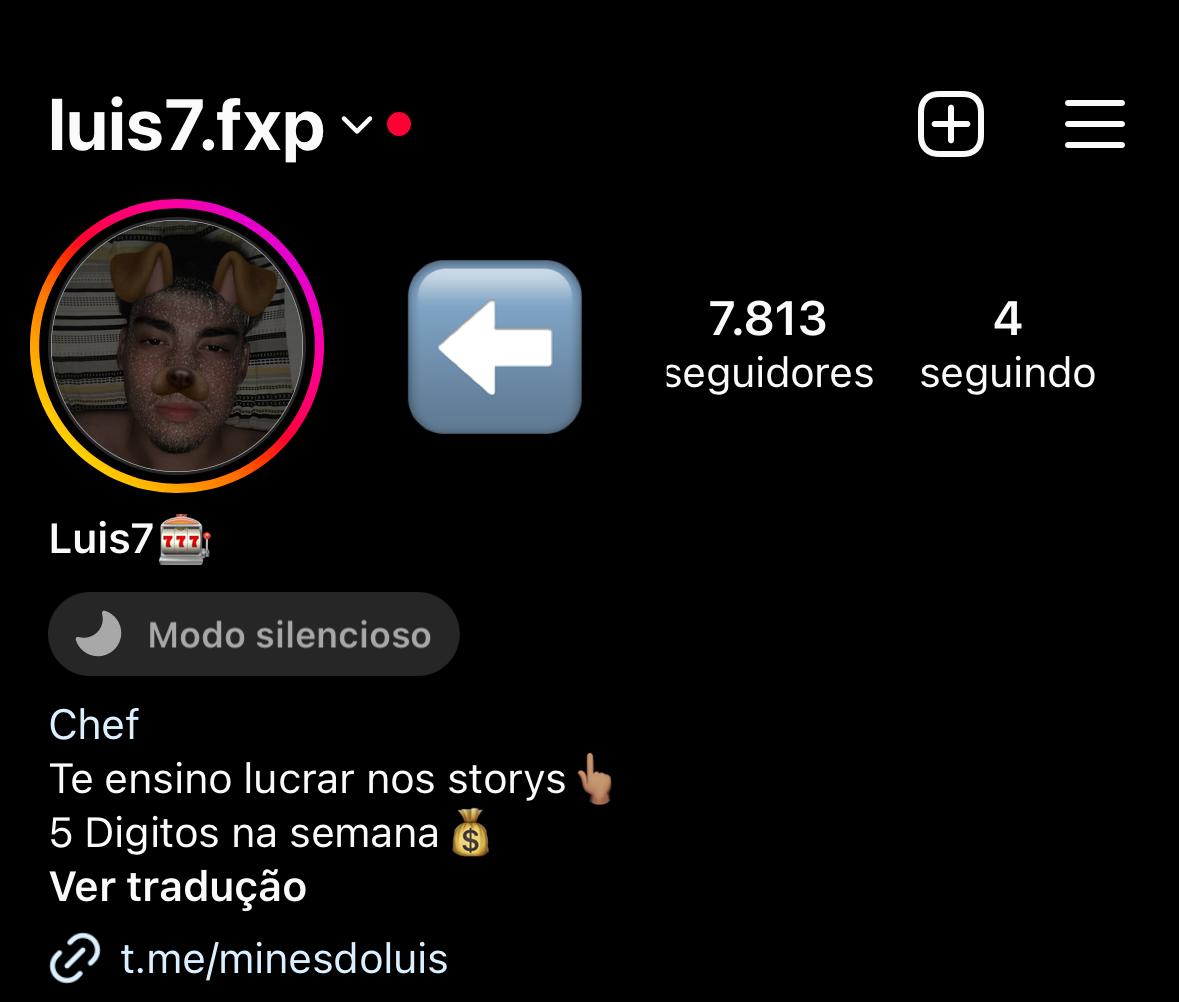 luis7.fxp
7.813
seguidores
4
seguindo
Luis7🎰
Modo silencioso
Chef
Te ensino lucrar nos storys👆🏽
5 Digitos na semana💰
Ver tradução
t.me/minesdoluis